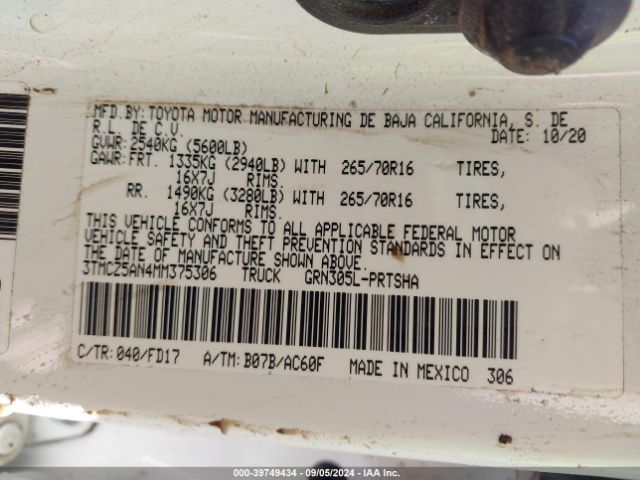 MFD.BY:TOYOTA MOTOR MANUFACTURING DE BAJA CALIFORNIA, S. DE
R.L. DE C.V. DATE: 10/20
GVWR: 2540KG (5600LB)
GAWR: FRT. 1335KG (2940LB) WITH 265/70R16 TIRES,
16X7J RIMS.
RR. 1490KG (3280LB) WITH 265/70R16 TIRES,
16X7J RIMS.
THIS VEHICLE CONFORMS TO ALL APPLICABLE FEDERAL MOTOR
VEHICLE SAFETY AND THEFT PREVENTION STANDARDS IN EFFECT ON
THE DATE OF MANUFACTURE SHOWN ABOVE.
3TMCZ5AN4MM375306 TRUCK GRN305L-PRTSHA
C/TR: 040/FD17 A/TM: B07B/AC60F MADE IN MEXICO 306
000-39749434 - 09/05/2024 - IAA Inc.